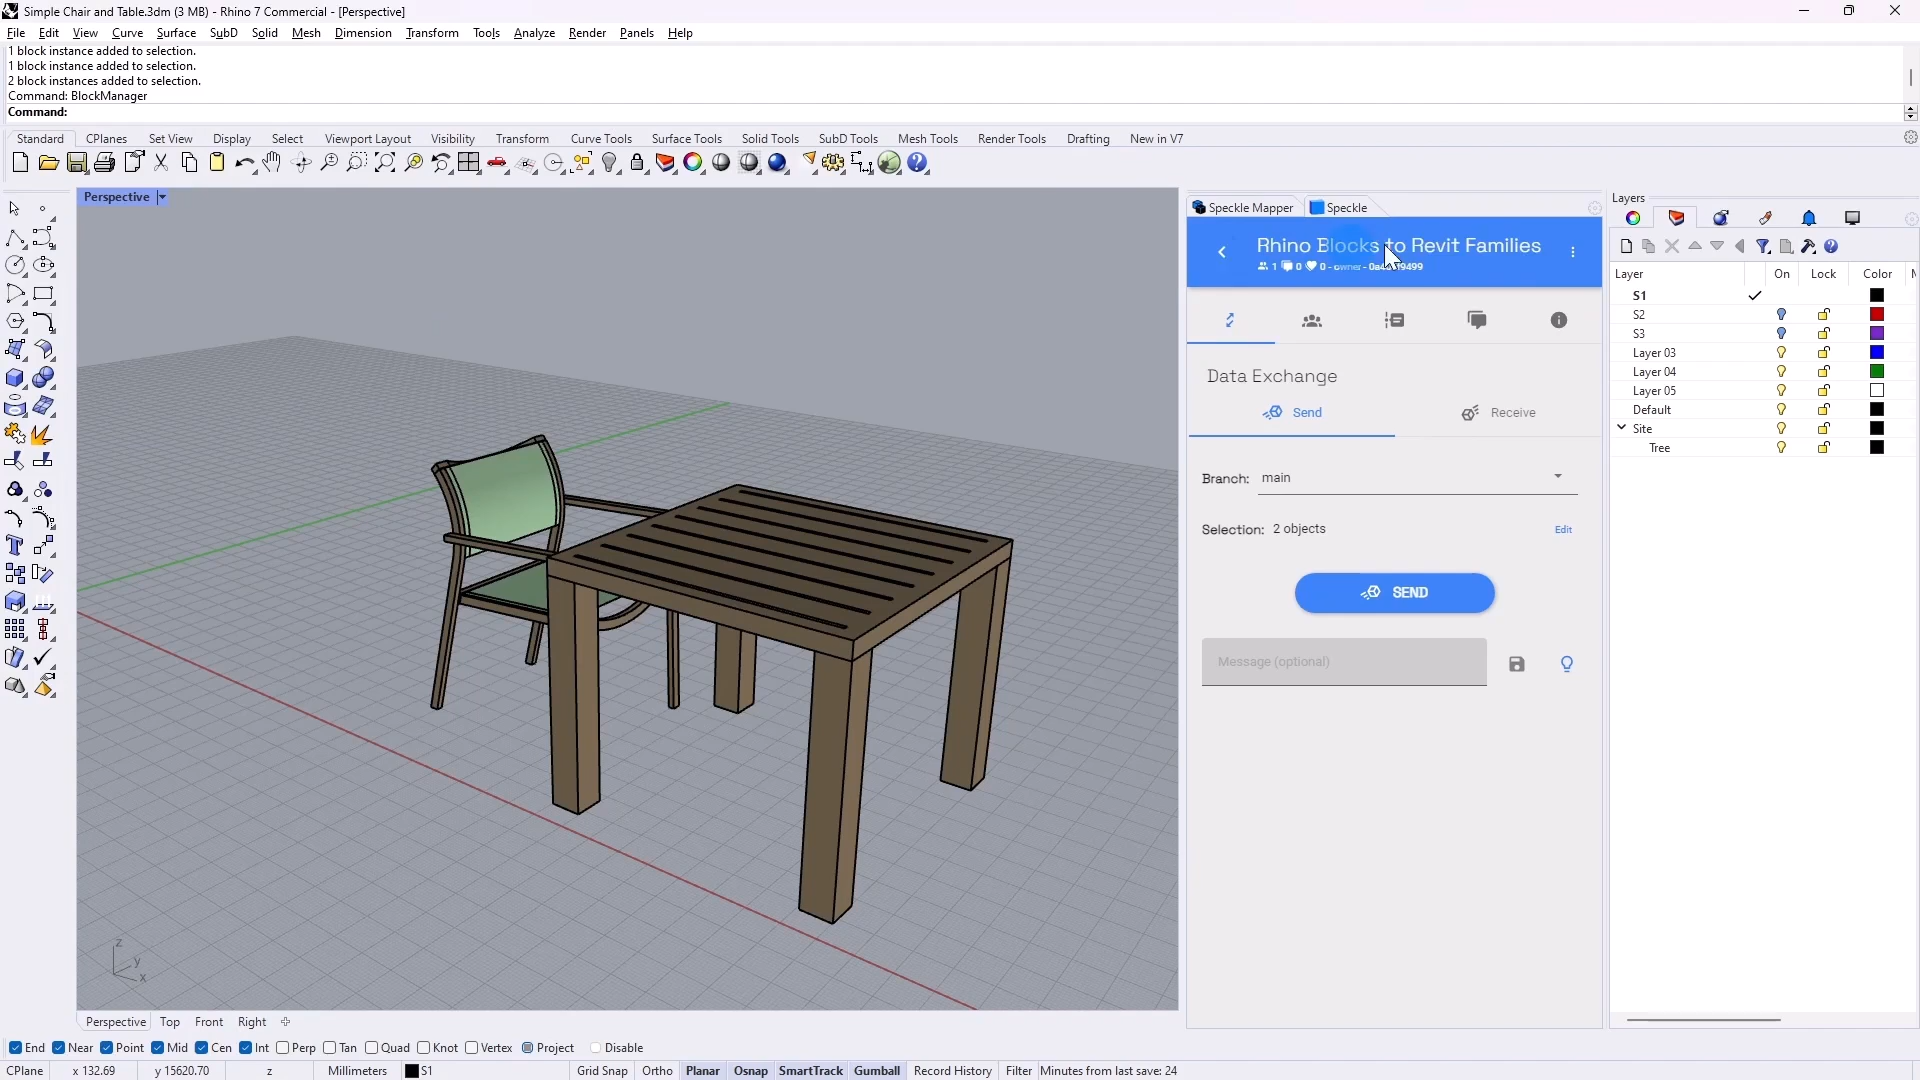 Simple Chair and Table.3dm (3 MB) - Rhino 7 Commercial - [Perspective]
File Edit View Curve Surface SubD Solid Mesh Dimension Transform Tools Analyze Render Panels Help
1 block instance added to selection.
1 block instance added to selection.
2 block instances added to selection.
Command: BlockManager
Command:
Standard CPlanes Set View Display Select Viewport Layout Visibility Transform Curve Tools Surface Tools Solid Tools SubD Tools Mesh Tools Render Tools Drafting New in V7
Perspective
Speckle Mapper Speckle
Rhino Blocks to Revit Families
1 0 0 - owner -
Data Exchange
Send Receive
Branch: main
Selection: 2 objects Edit
SEND
Message (optional)
Layers
Layer On Lock Color
S1
S2
S3
Layer 03
Layer 04
Layer 05
Default
Site
Tree
z
y
x
Perspective Top Front Right
End Near Point Mid Cen Int Perp Tan Quad Knot Vertex Project Disable
CPlane x 132.69 y 15620.70 z Millimeters S1 Grid Snap Ortho Planar Osnap SmartTrack Gumball Record History Filter Minutes from last save: 24